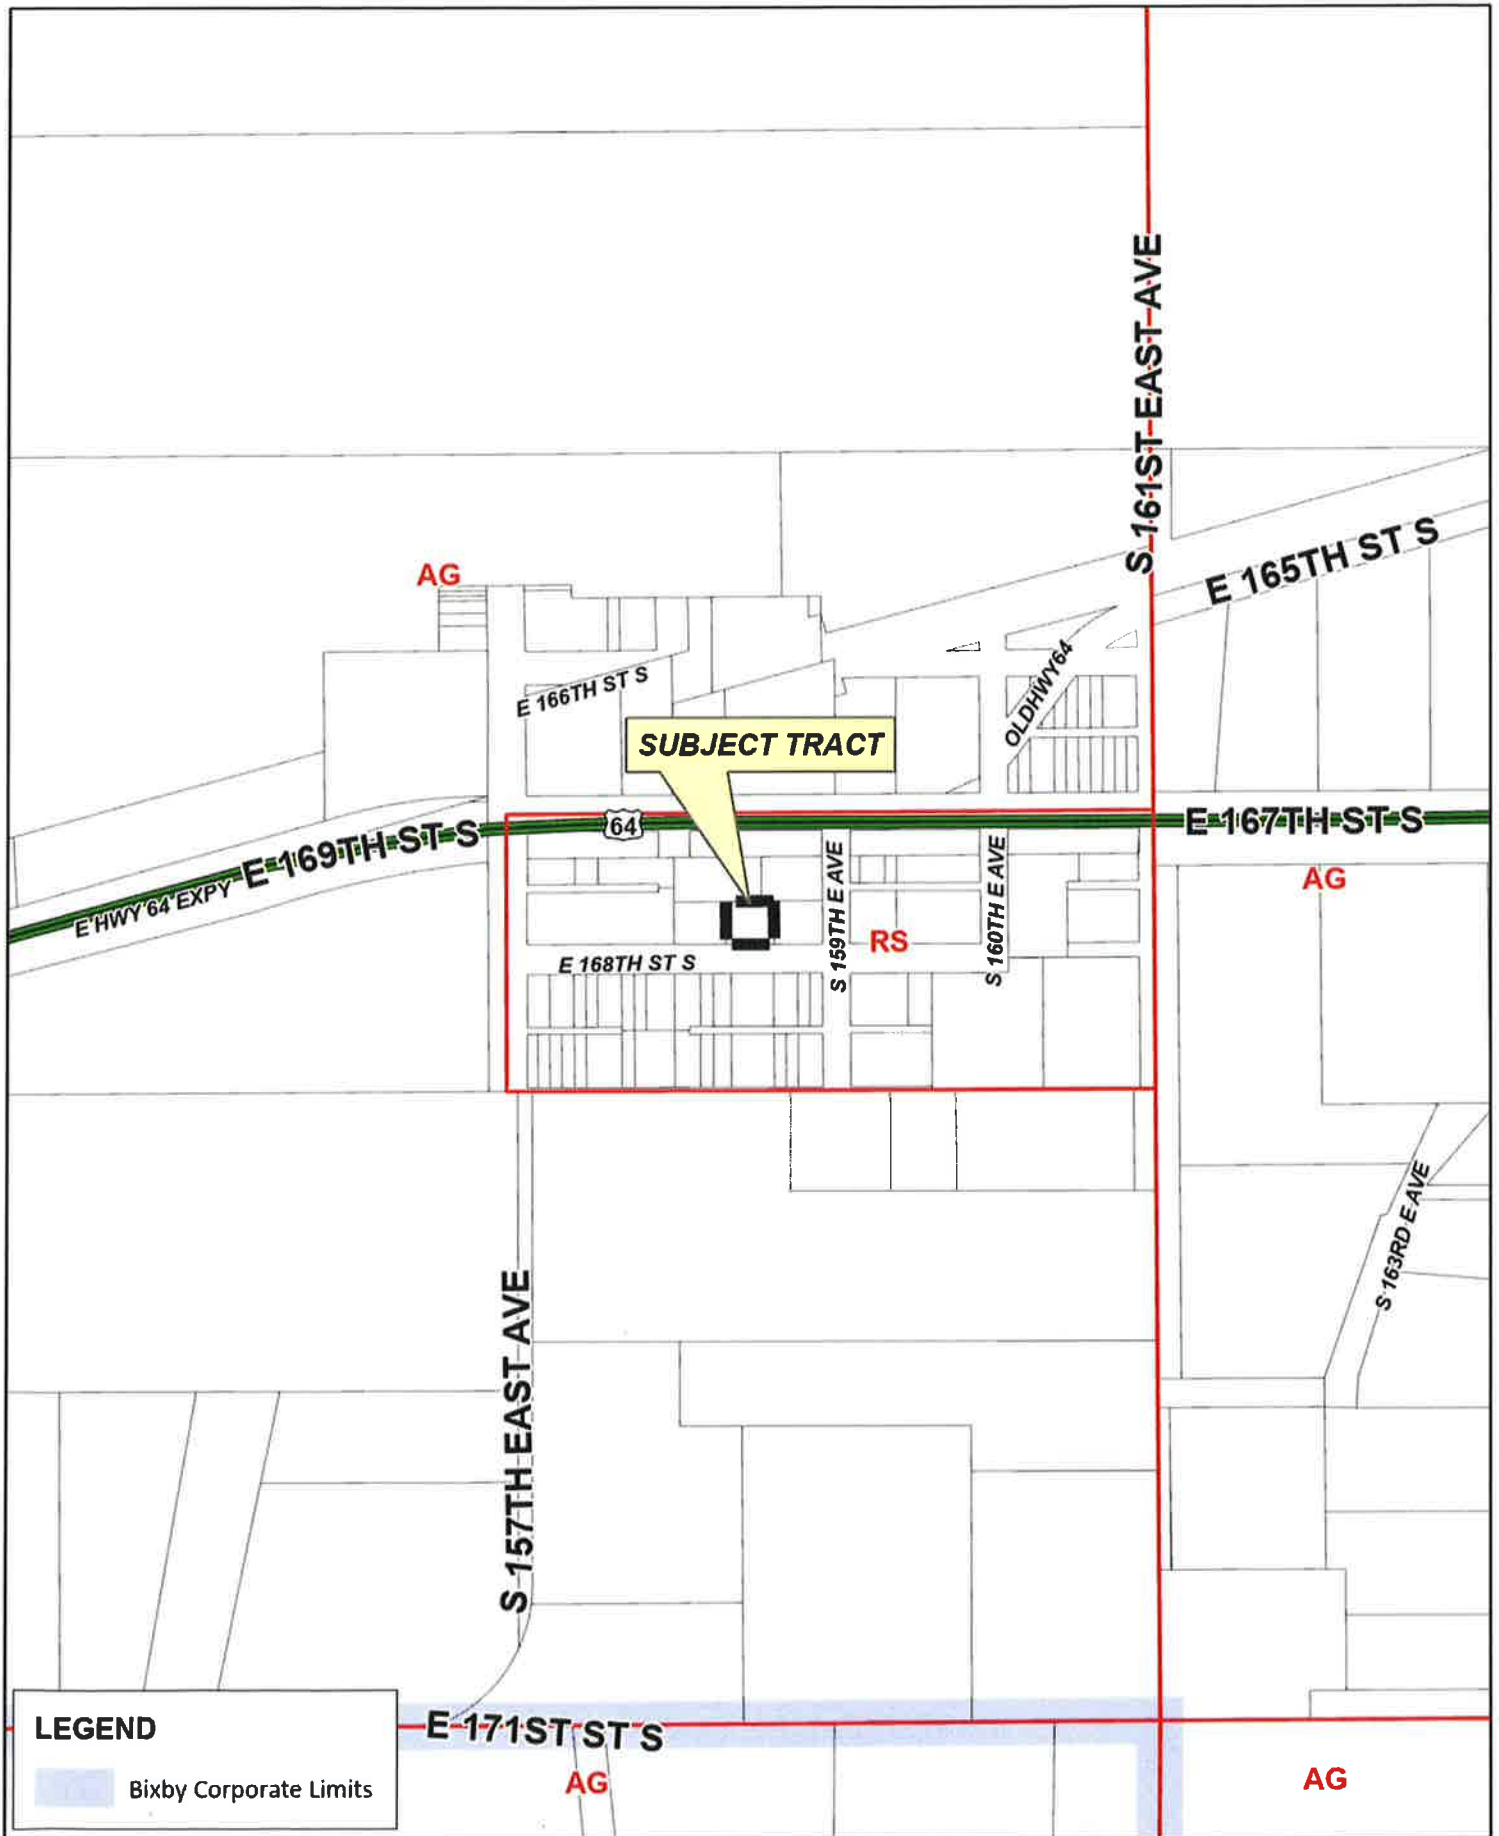 S 161ST EAST AVE
E 165TH ST S
AG
OLDHWY64
E 166TH ST S
SUBJECT TRACT
64
E 169TH ST S
E 167TH ST S
E HWY 64 EXPY
AG
S 159TH E AVE
S 160TH E AVE
RS
E 168TH ST S
S 163RD E AVE
S 157TH EAST AVE
LEGEND
Bixby Corporate Limits
E 171ST ST S
AG
AG